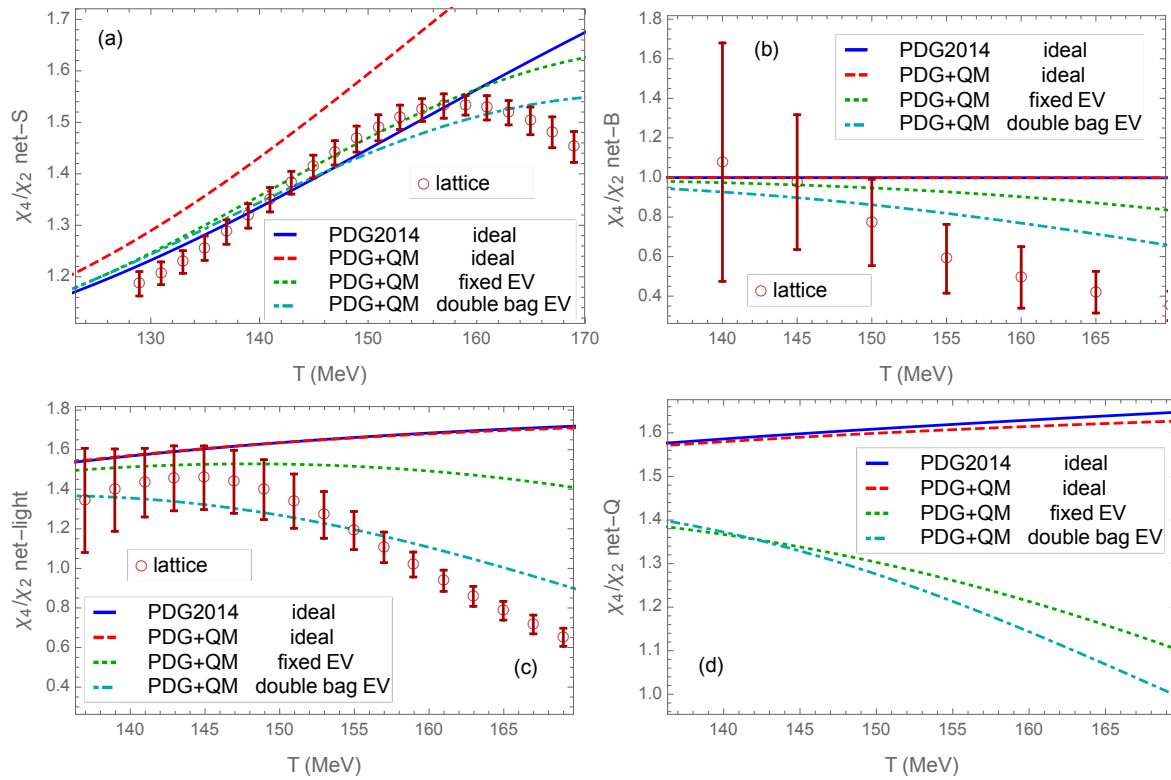 (a)
χ4/χ2 net-S
1.7
1.6
1.5
1.4
1.3
1.2
lattice
PDG2014 ideal
PDG+QM ideal
PDG+QM fixed EV
PDG+QM double bag EV
130 140 150 160 170
T (MeV)
(b)
χ4/χ2 net-B
1.8
1.6
1.4
1.2
1.0
0.8
0.6
0.4
PDG2014 ideal
PDG+QM ideal
PDG+QM fixed EV
PDG+QM double bag EV
lattice
140 145 150 155 160 165
T (MeV)
χ4/χ2 net-light
1.8
1.6
1.4
1.2
1.0
0.8
0.6
0.4
lattice
PDG2014 ideal
PDG+QM ideal
PDG+QM fixed EV
PDG+QM double bag EV
(c)
140 145 150 155 160 165
T (MeV)
χ4/χ2 net-Q
1.6
1.5
1.4
1.3
1.2
1.1
1.0
PDG2014 ideal
PDG+QM ideal
PDG+QM fixed EV
PDG+QM double bag EV
(d)
140 145 150 155 160 165
T (MeV)